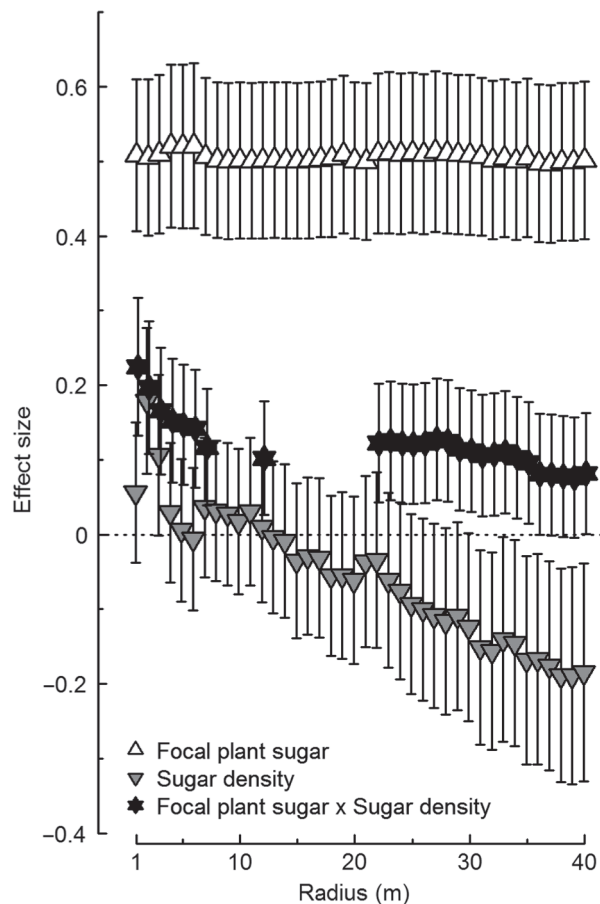 0.6
0.4
0.2
0
−0.2
−0.4
Effect size
Focal plant sugar
Sugar density
Focal plant sugar x Sugar density
1 10 20 30 40
Radius (m)